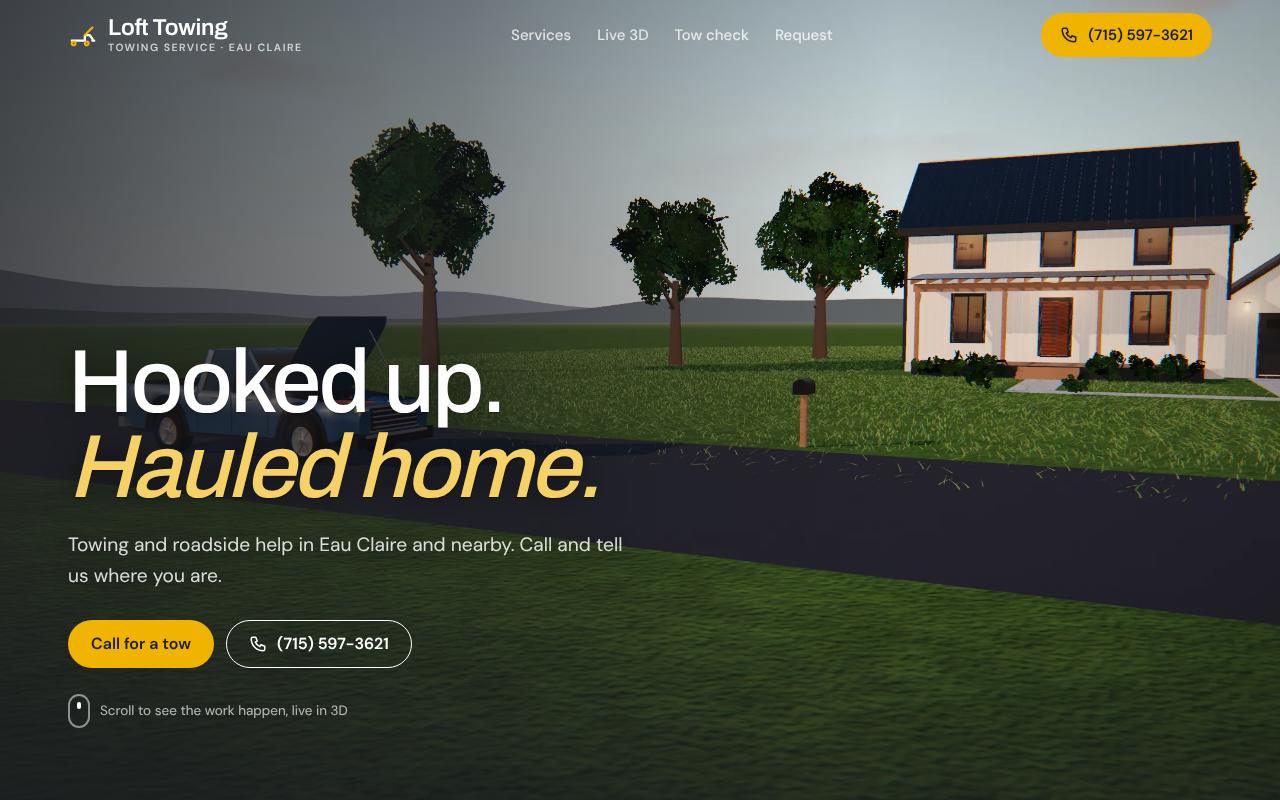 Loft Towing
TOWING SERVICE · EAU CLAIRE
Services
Live 3D
Tow check
Request
(715) 597-3621
Hooked up.
Hauled home.
Towing and roadside help in Eau Claire and nearby. Call and tell
us where you are.
Call for a tow
(715) 597-3621
Scroll to see the work happen, live in 3D